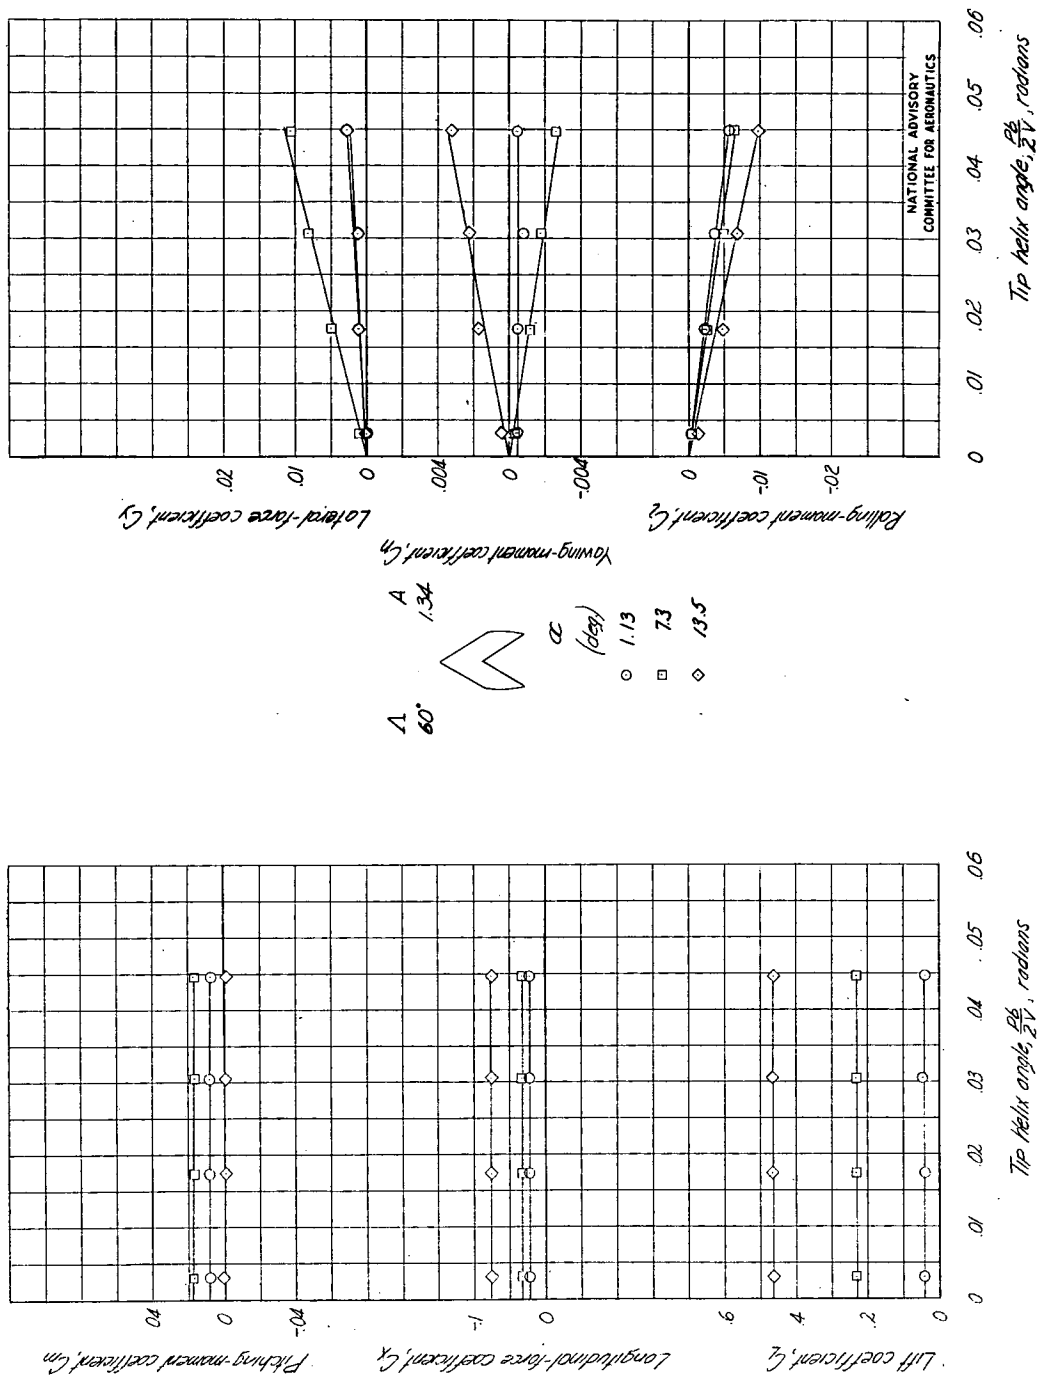 Pitching-moment coefficient, Cm
.04
0
-.04
Longitudinal-force coefficient, Cx
-.1
0
Lift coefficient, CL
.6
.4
.2
0
0
.01
.02
.03
.04
.05
.06
Tip helix angle, pb/2V, radians
Λ
60°
A
1.34
α
(deg.)
○ 1.13
□ 7.3
◇ 13.5
Lateral-force coefficient, Cy
.02
.01
0
Yawing-moment coefficient, Cn
.004
0
-.004
Rolling-moment coefficient, Cl
0
-.01
-.02
0
.01
.02
.03
.04
.05
.06
Tip helix angle, pb/2V, radians
NATIONAL ADVISORY
COMMITTEE FOR AERONAUTICS